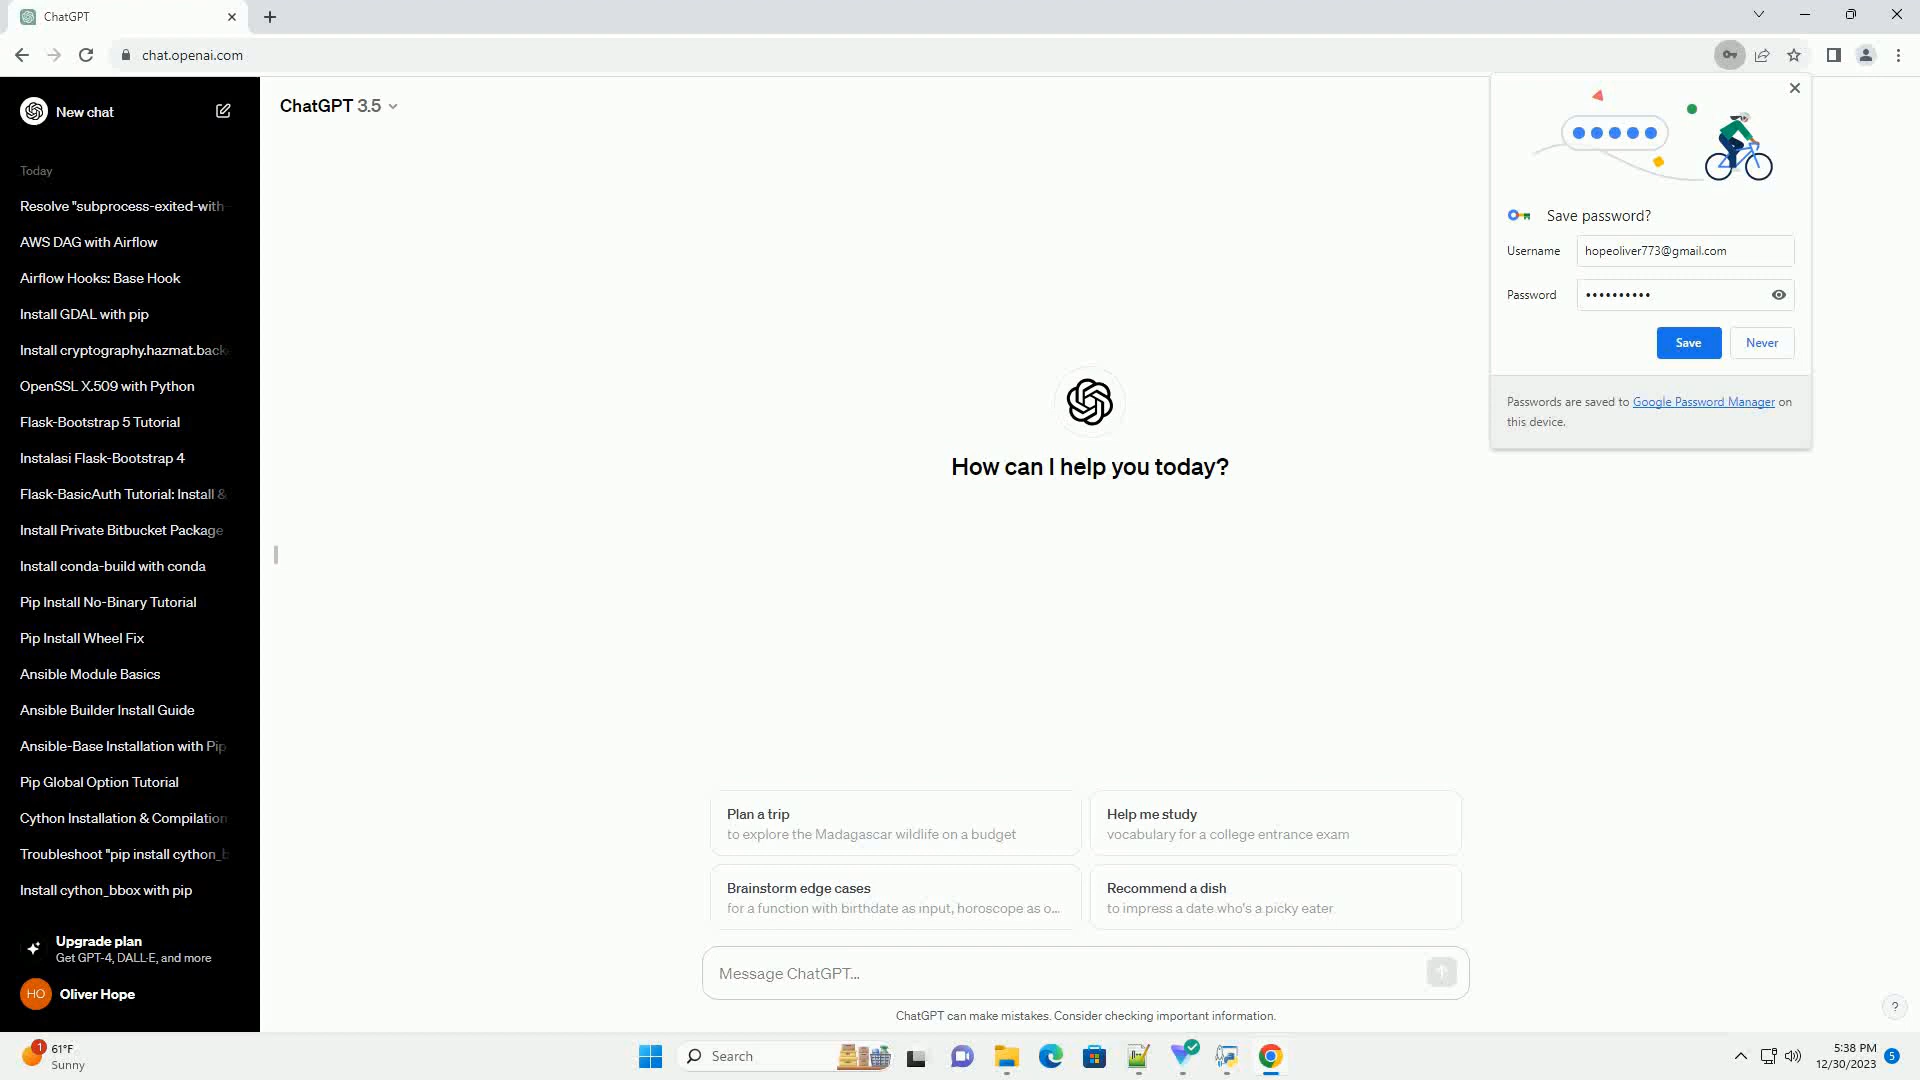 ChatGPT
chat.openai.com
New chat
Today
Resolve "subprocess-exited-with-
AWS DAG with Airflow
Airflow Hooks: Base Hook
Install GDAL with pip
Install cryptography.hazmat.back
OpenSSL X.509 with Python
Flask-Bootstrap 5 Tutorial
Instalasi Flask-Bootstrap 4
Flask-BasicAuth Tutorial: Install &
Install Private Bitbucket Package
Install conda-build with conda
Pip Install No-Binary Tutorial
Pip Install Wheel Fix
Ansible Module Basics
Ansible Builder Install Guide
Ansible-Base Installation with Pip
Pip Global Option Tutorial
Cython Installation & Compilation
Troubleshoot "pip install cython_b
Install cython_bbox with pip
Upgrade plan
Get GPT-4, DALL·E, and more
HO
Oliver Hope
ChatGPT 3.5
Save password?
Username
hopeoliver773@gmail.com
Password
••••••••••
Save
Never
Passwords are saved to Google Password Manager on
this device.
How can I help you today?
Plan a trip
to explore the Madagascar wildlife on a budget
Help me study
vocabulary for a college entrance exam
Brainstorm edge cases
for a function with birthdate as input, horoscope as o...
Recommend a dish
to impress a date who's a picky eater
Message ChatGPT...
ChatGPT can make mistakes. Consider checking important information.
?
1
61°F
Sunny
Search
5:38 PM
12/30/2023
5